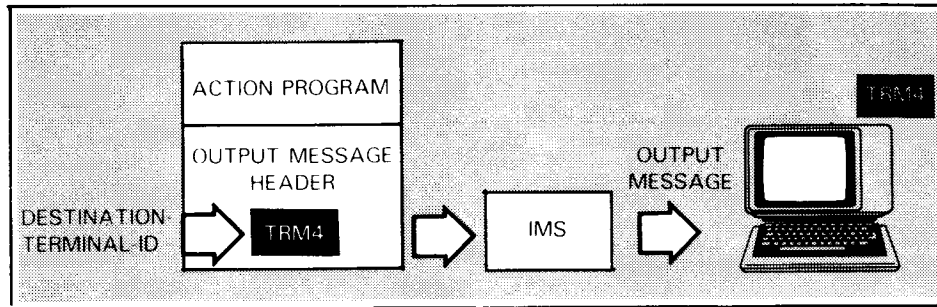 ACTION PROGRAM
OUTPUT MESSAGE
HEADER
DESTINATION-
TERMINAL-ID
TRM4
IMS
OUTPUT
MESSAGE
TRM4